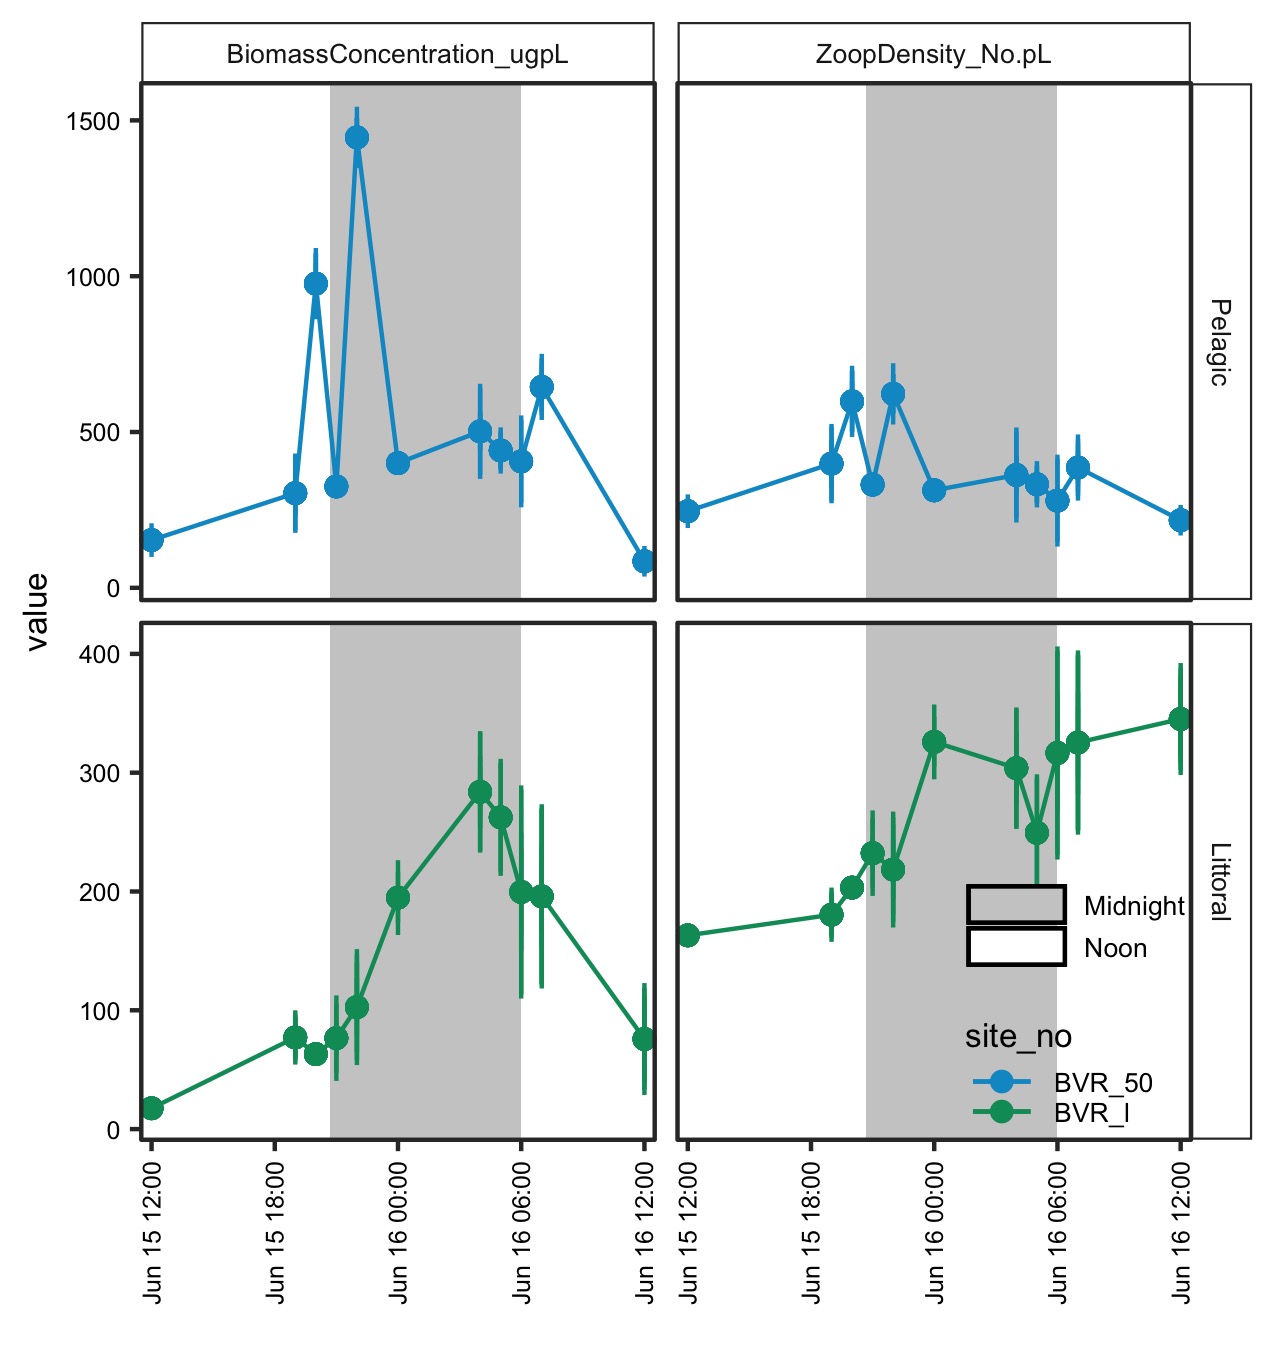 BiomassConcentration_ugpL
ZoopDensity_No.pL
value
1500
1000
500
0
Pelagic
400
300
200
100
0
Littoral
Midnight
Noon
site_no
BVR_50
BVR_l
Jun 15 12:00
Jun 15 18:00
Jun 16 00:00
Jun 16 06:00
Jun 16 12:00
Jun 15 12:00
Jun 15 18:00
Jun 16 00:00
Jun 16 06:00
Jun 16 12:00